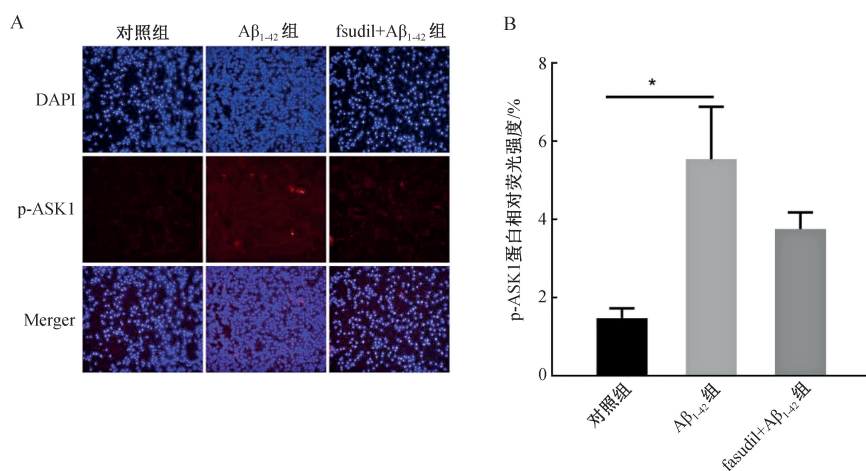 A
对照组 Aβ₁₋₄₂ 组 fsudil+Aβ₁₋₄₂ 组
DAPI
p-ASK1
Merger
B
p-ASK1蛋白相对荧光强度/%
8
6
4
2
0
*
对照组
Aβ₁₋₄₂ 组
fasudil+Aβ₁₋₄₂ 组